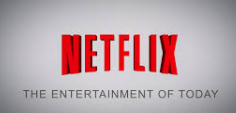 NETFLIX
THE ENTERTAINMENT OF TODAY